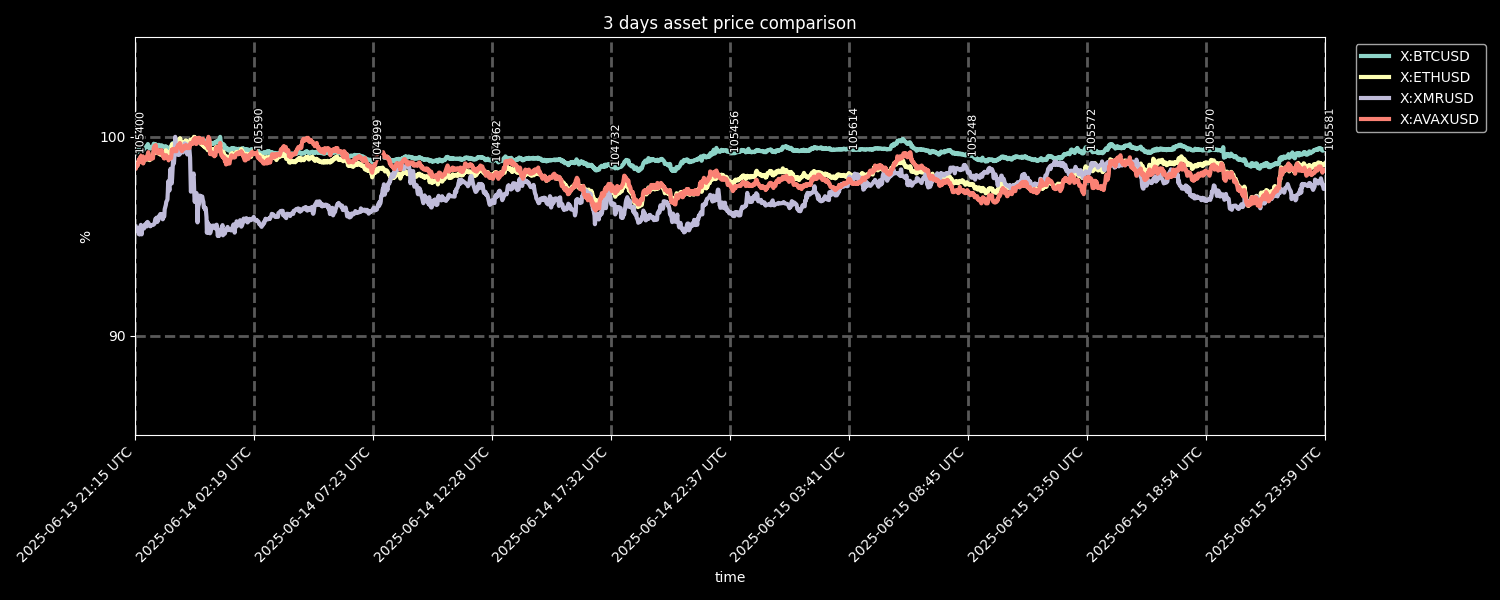 3 days asset price comparison
X:BTCUSD
X:ETHUSD
X:XMRUSD
X:AVAXUSD
100
90
%
105400
105590
104999
104962
104732
105456
105614
105248
105572
105570
105581
2025-06-13 21:15 UTC
2025-06-14 02:19 UTC
2025-06-14 07:23 UTC
2025-06-14 12:28 UTC
2025-06-14 17:32 UTC
2025-06-14 22:37 UTC
2025-06-15 03:41 UTC
2025-06-15 08:45 UTC
2025-06-15 13:50 UTC
2025-06-15 18:54 UTC
2025-06-15 23:59 UTC
time